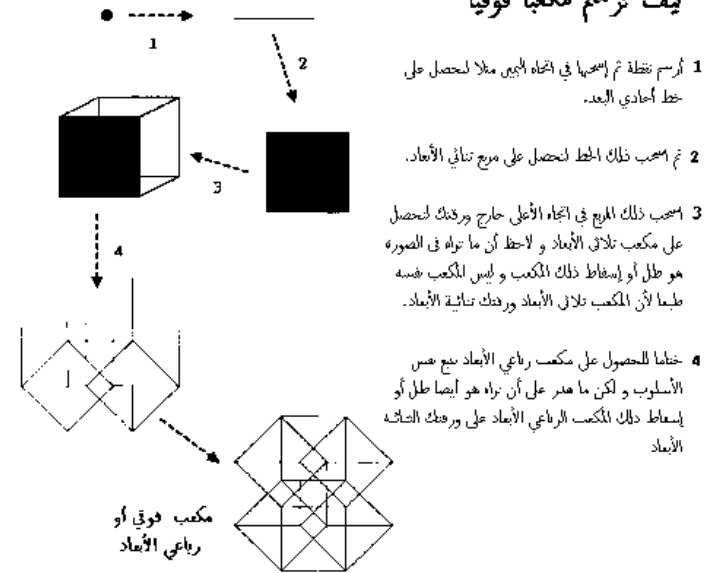 كيف ترسم مكعبا فوقيا
1 أرسم نقطة ثم إسحبها في اتجاه اليمين مثلا لتحصل على
خط أحادي البعد.
2 ثم اسحب ذلك الخط لتحصل على مربع ثنائي الأبعاد.
3 اسحب ذلك المربع في اتجاه الأعلى خارج ورقتك لتحصل
على مكعب ثلاثي الأبعاد و لاحظ أن ما تراه في الصورة
هو ظل أو إسقاط ذلك المكعب و ليس المكعب نفسه
طبعا لأن المكعب ثلاثي الأبعاد ورقتك ثنائية الأبعاد.
4 ختاما للحصول على مكعب رباعي الأبعاد نتبع نفس
الأسلوب و لكن ما نقدر على أن نراه هو أيضا ظل أو
إسقاط ذلك المكعب الرباعي الأبعاد على ورقتك الثنائية
الأبعاد
1
2
3
4
مكعب فوقي أو
رباعي الأبعاد